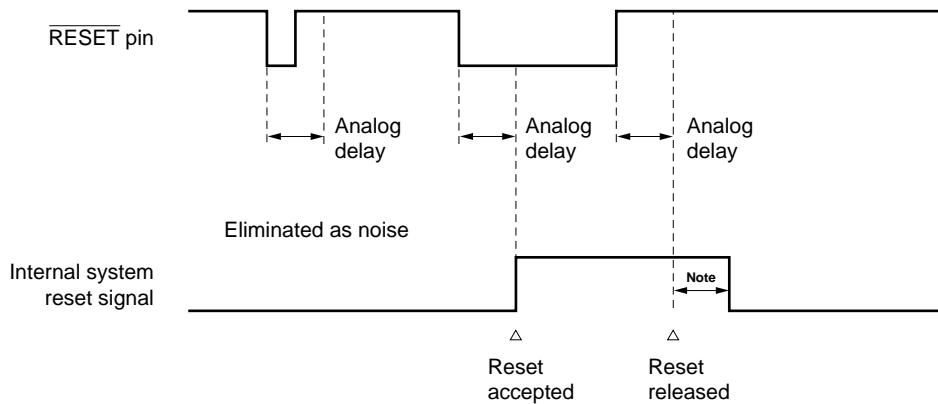 RESET pin
Analog
delay
Analog
delay
Analog
delay
Eliminated as noise
Internal system
reset signal
Note
Reset
accepted
Reset
released